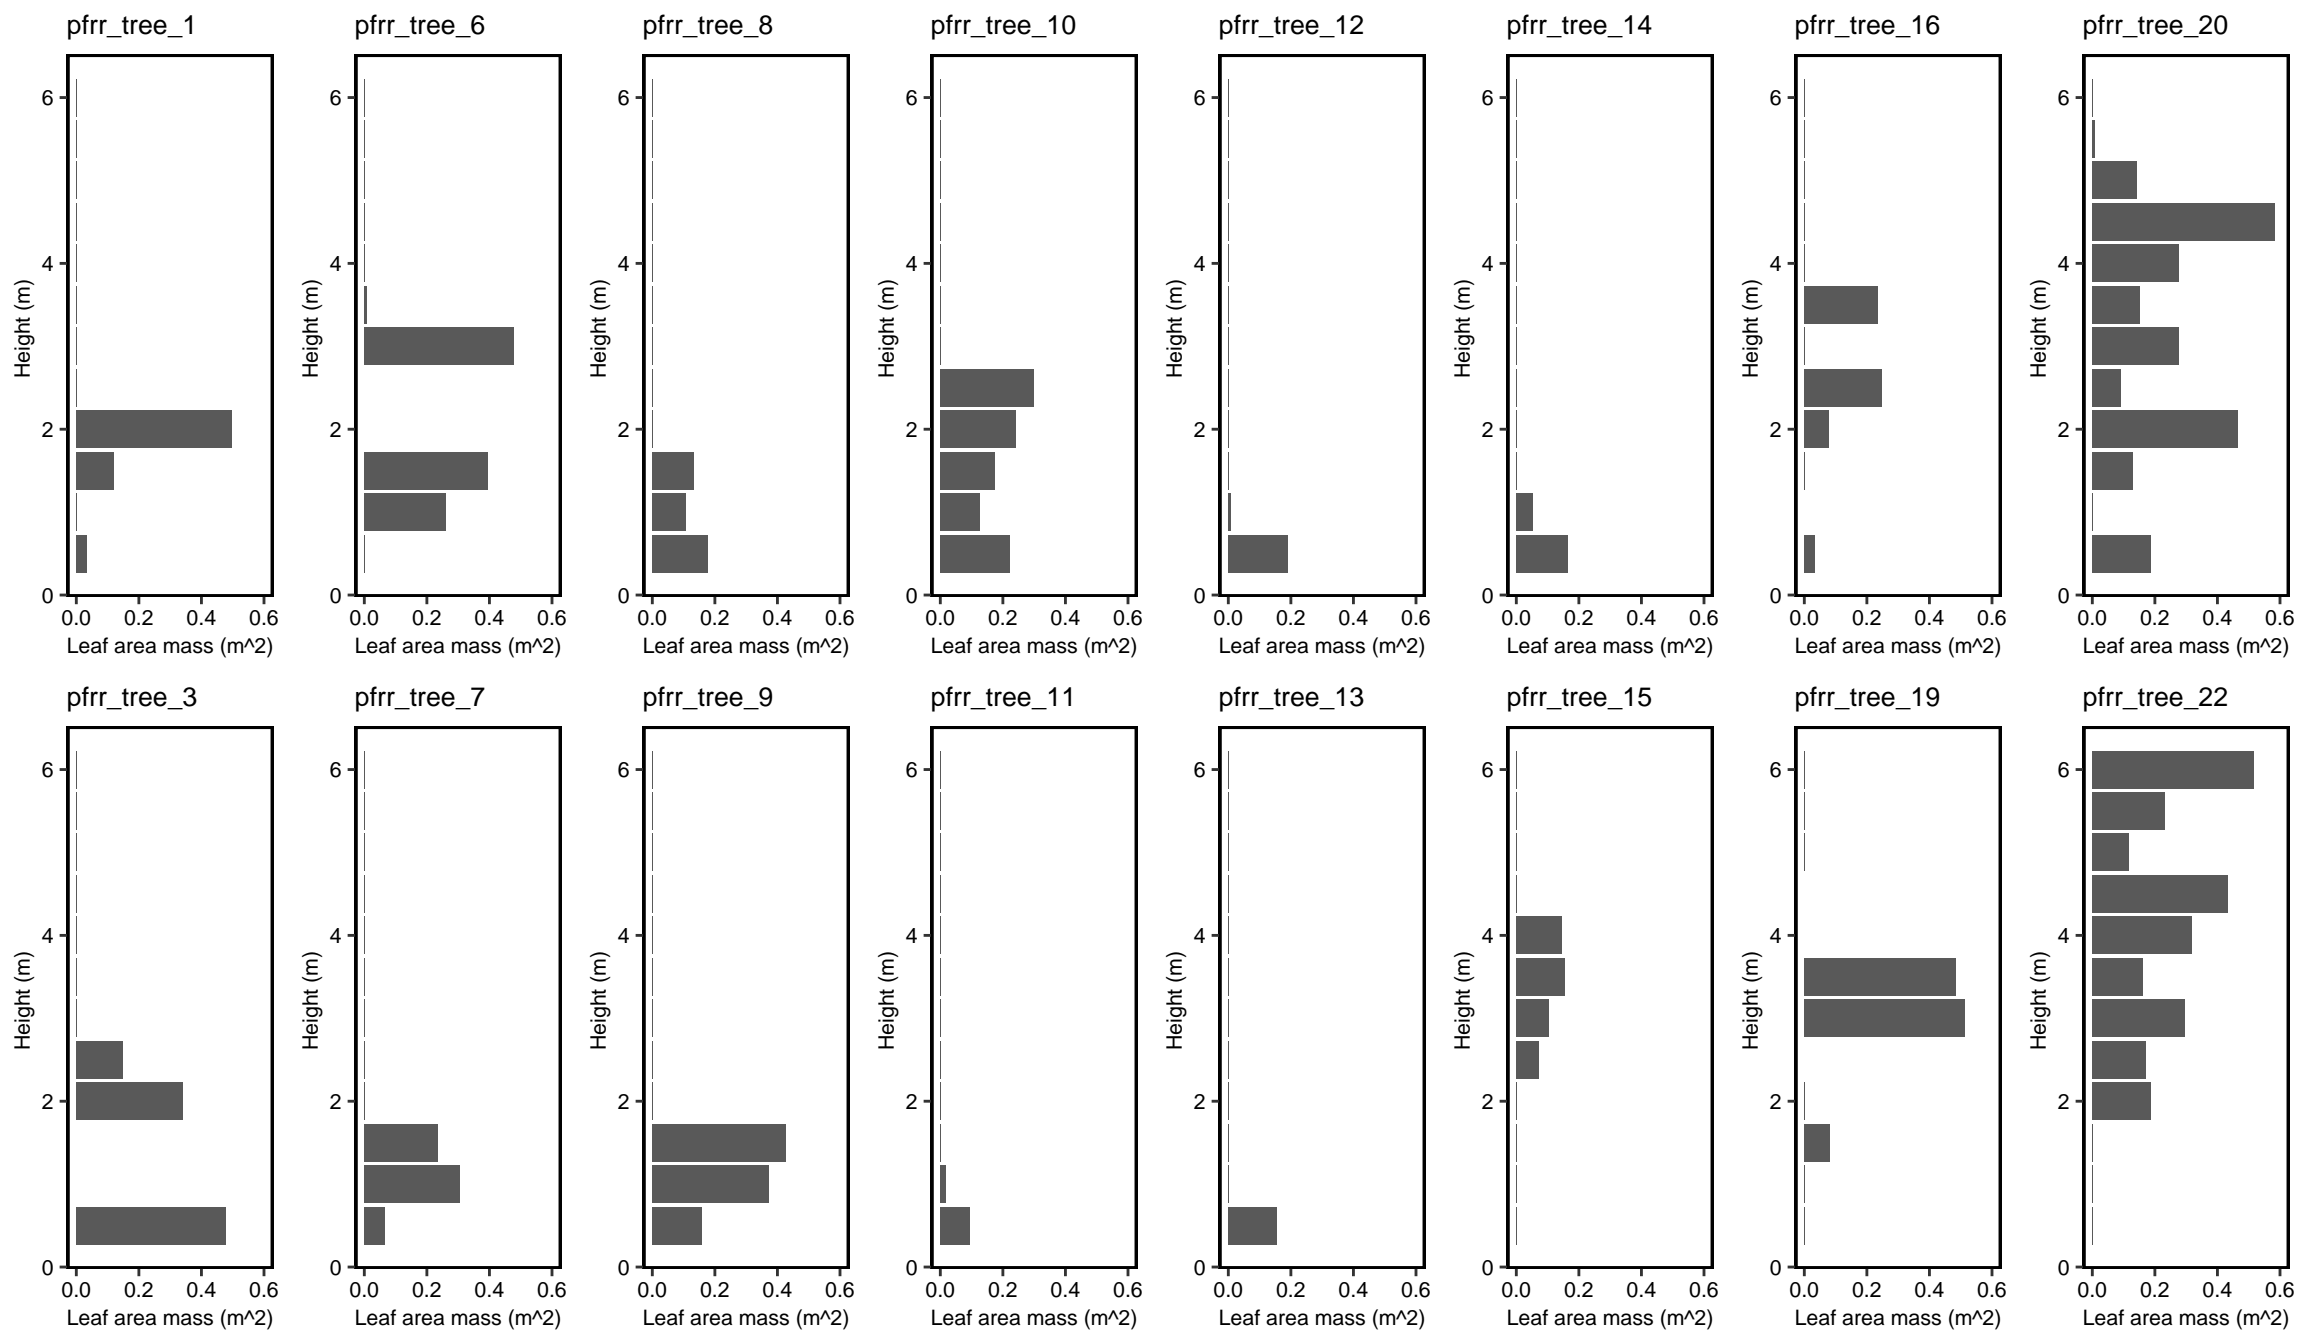 pfrr_tree_1 pfrr_tree_6 pfrr_tree_8 pfrr_tree_10 pfrr_tree_12 pfrr_tree_14 pfrr_tree_16 pfrr_tree_20
6 6 6 6 6 6 6 6
4 4 4 4 4 4 4 4
Height (m) Height (m) Height (m) Height (m) Height (m) Height (m) Height (m) Height (m)
2 2 2 2 2 2 2 2
0 0 0 0 0 0 0 0
0.0 0.2 0.4 0.6 0.0 0.2 0.4 0.6 0.0 0.2 0.4 0.6 0.0 0.2 0.4 0.6 0.0 0.2 0.4 0.6 0.0 0.2 0.4 0.6 0.0 0.2 0.4 0.6 0.0 0.2 0.4 0.6
Leaf area mass (m^2) Leaf area mass (m^2) Leaf area mass (m^2) Leaf area mass (m^2) Leaf area mass (m^2) Leaf area mass (m^2) Leaf area mass (m^2) Leaf area mass (m^2)
pfrr_tree_3 pfrr_tree_7 pfrr_tree_9 pfrr_tree_11 pfrr_tree_13 pfrr_tree_15 pfrr_tree_19 pfrr_tree_22
6 6 6 6 6 6 6 6
4 4 4 4 4 4 4 4
Height (m) Height (m) Height (m) Height (m) Height (m) Height (m) Height (m) Height (m)
2 2 2 2 2 2 2 2
0 0 0 0 0 0 0 0
0.0 0.2 0.4 0.6 0.0 0.2 0.4 0.6 0.0 0.2 0.4 0.6 0.0 0.2 0.4 0.6 0.0 0.2 0.4 0.6 0.0 0.2 0.4 0.6 0.0 0.2 0.4 0.6 0.0 0.2 0.4 0.6
Leaf area mass (m^2) Leaf area mass (m^2) Leaf area mass (m^2) Leaf area mass (m^2) Leaf area mass (m^2) Leaf area mass (m^2) Leaf area mass (m^2) Leaf area mass (m^2)